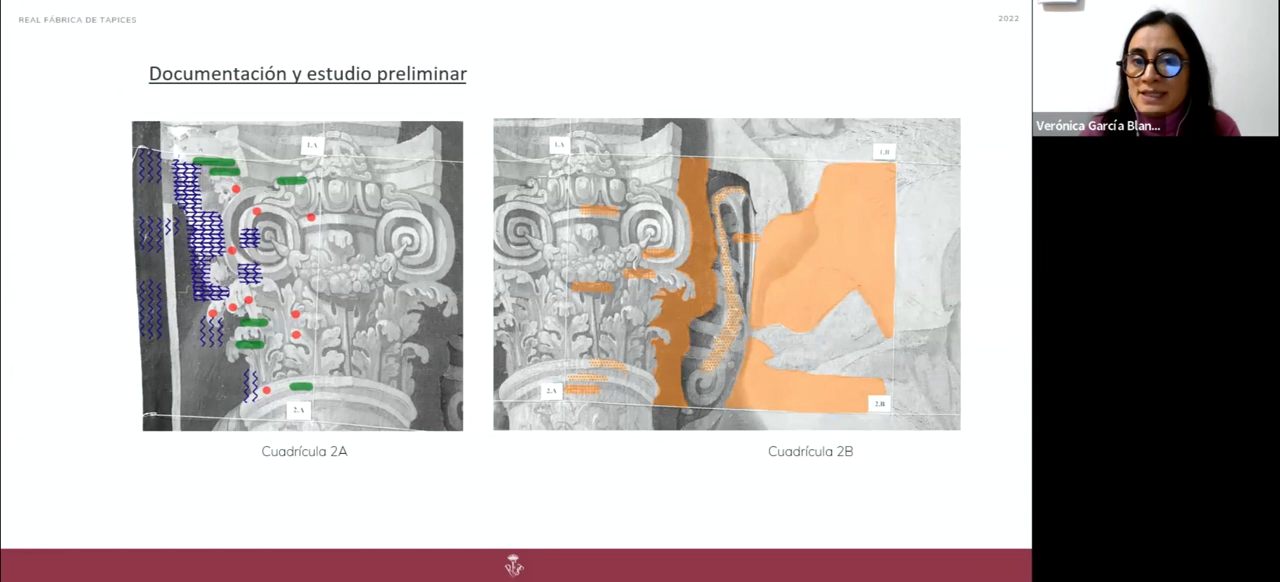 REAL FÁBRICA DE TAPICES
2022
Documentación y estudio preliminar
1.A
1.A
1.B
2.A
2.A
2.B
Cuadrícula 2A
Cuadrícula 2B
Verónica García Blan...